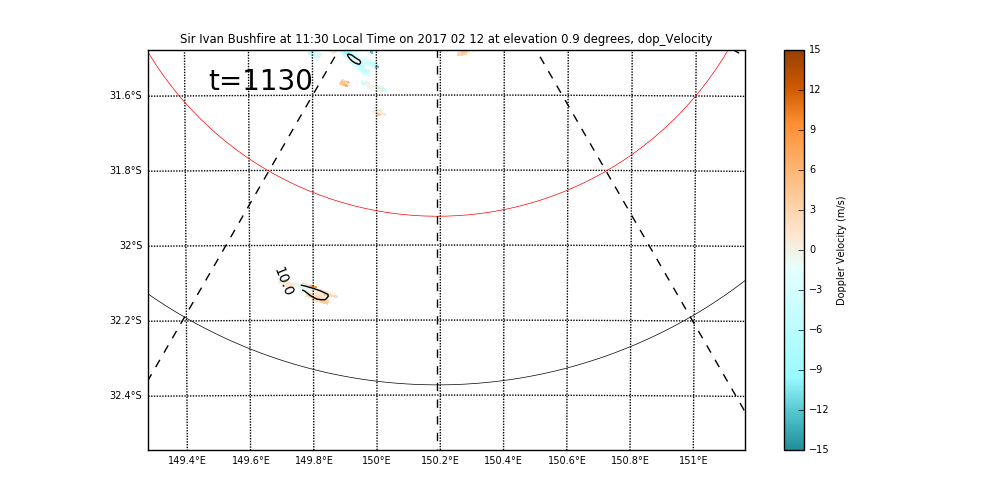 Sir Ivan Bushfire at 11:30 Local Time on 2017 02 12 at elevation 0.9 degrees, dop_Velocity
t=1130
31.6°S
31.8°S
32°S
32.2°S
32.4°S
10.0
149.4°E 149.6°E 149.8°E 150°E 150.2°E 150.4°E 150.6°E 150.8°E 151°E
15
12
9
6
3
0
−3
−6
−9
−12
−15
Doppler Velocity (m/s)